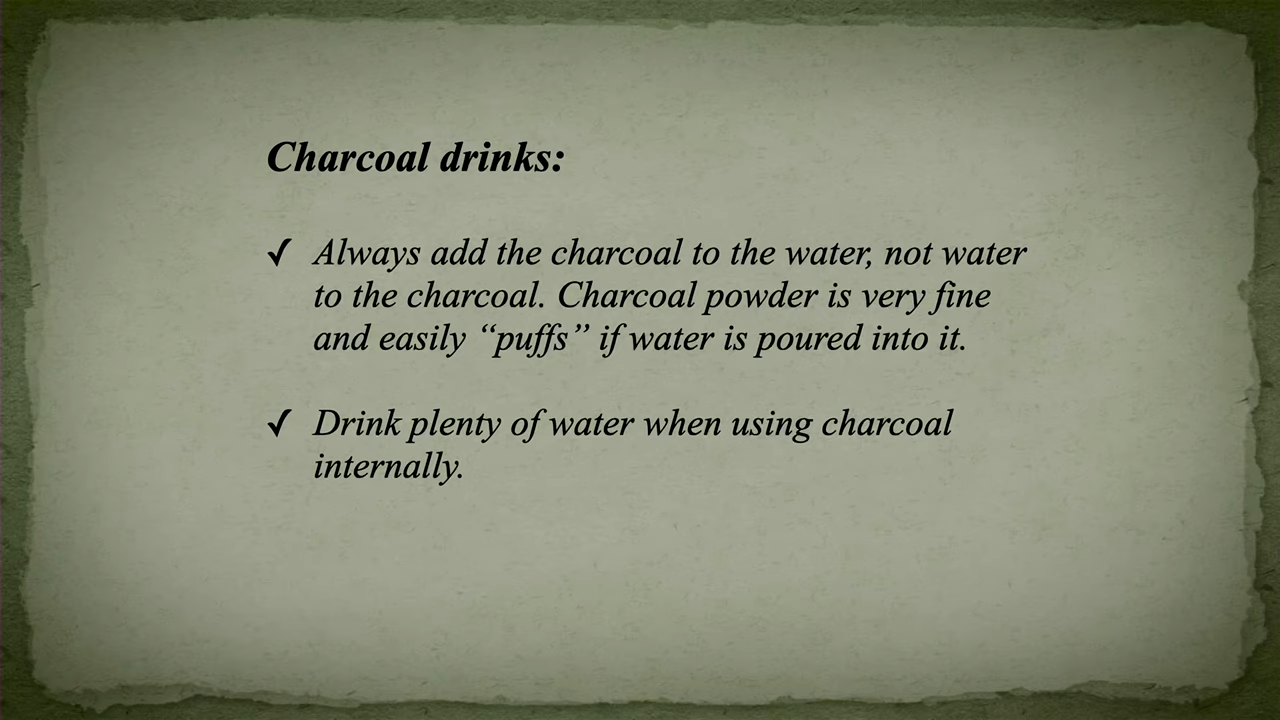 Charcoal drinks:
✓ Always add the charcoal to the water, not water
to the charcoal. Charcoal powder is very fine
and easily “puffs” if water is poured into it.
✓ Drink plenty of water when using charcoal
internally.